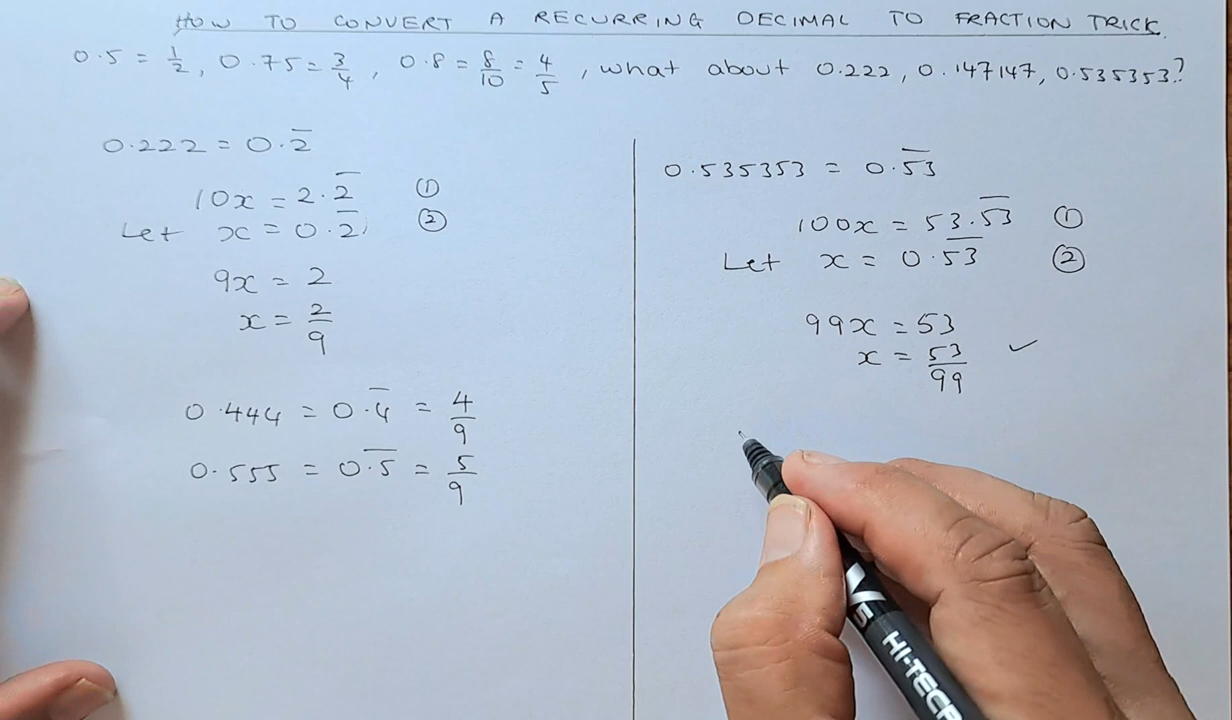 HOW TO CONVERT A RECURRING DECIMAL TO FRACTION TRICK
0.5 = 1/2, 0.75 = 3/4, 0.8 = 8/10 = 4/5, what about 0.222, 0.147147, 0.535353?
0.222 = 0.2̅
10x = 2.2̅ ①
Let x = 0.2̅ ②
9x = 2
x = 2/9
0.444 = 0.4̅ = 4/9
0.555 = 0.5̅ = 5/9
0.535353 = 0.5̅3̅
100x = 53.5̅3̅ ①
Let x = 0.5̅3̅ ②
99x = 53
x = 53/99 ✓
V5 HI-TECP